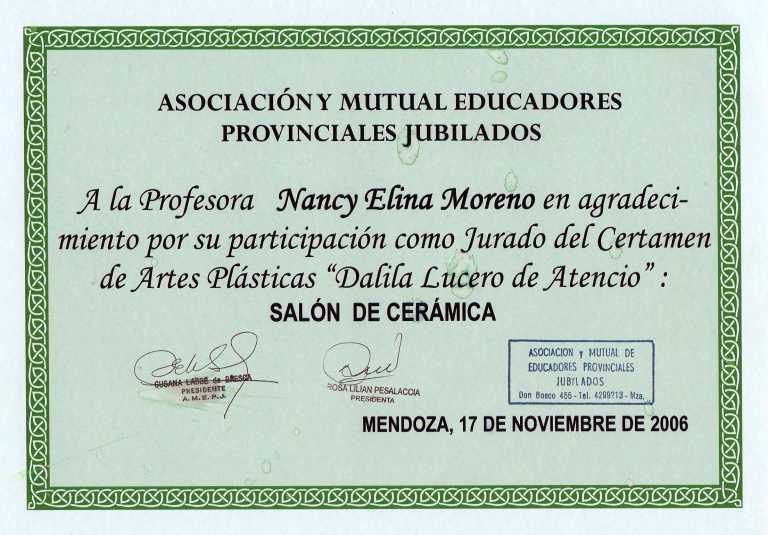 ASOCIACIÓN Y MUTUAL EDUCADORES
PROVINCIALES JUBILADOS
A la Profesora Nancy Elina Moreno en agradeci-
miento por su participación como Jurado del Certamen
de Artes Plásticas “Dalila Lucero de Atencio” :
SALÓN DE CERÁMICA
SUSANA LABBÉ de
PRESIDENTE
A. M. E. P. J.
ROSA LILIAN PESALACCIA
PRESIDENTA
ASOCIACION y MUTUAL DE
EDUCADORES PROVINCIALES
JUBILADOS
Don Bosco 455 - Tel. 4299213 - Mza.
MENDOZA, 17 DE NOVIEMBRE DE 2006